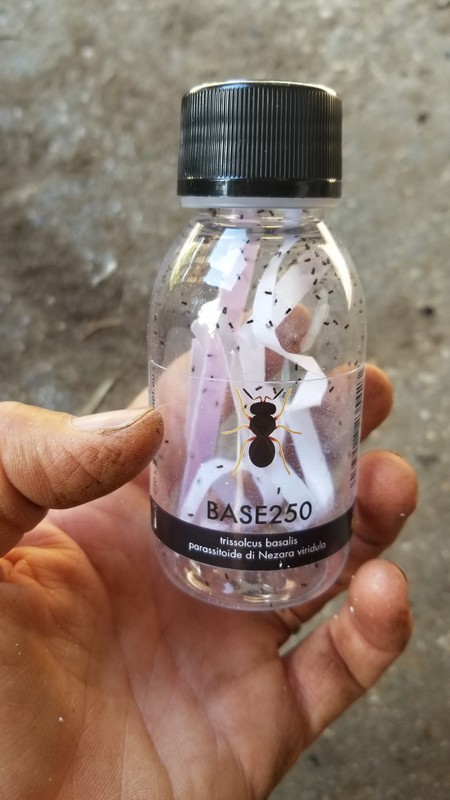 BASE250
trissolcus basalis
parassitoide di Nezara viridula